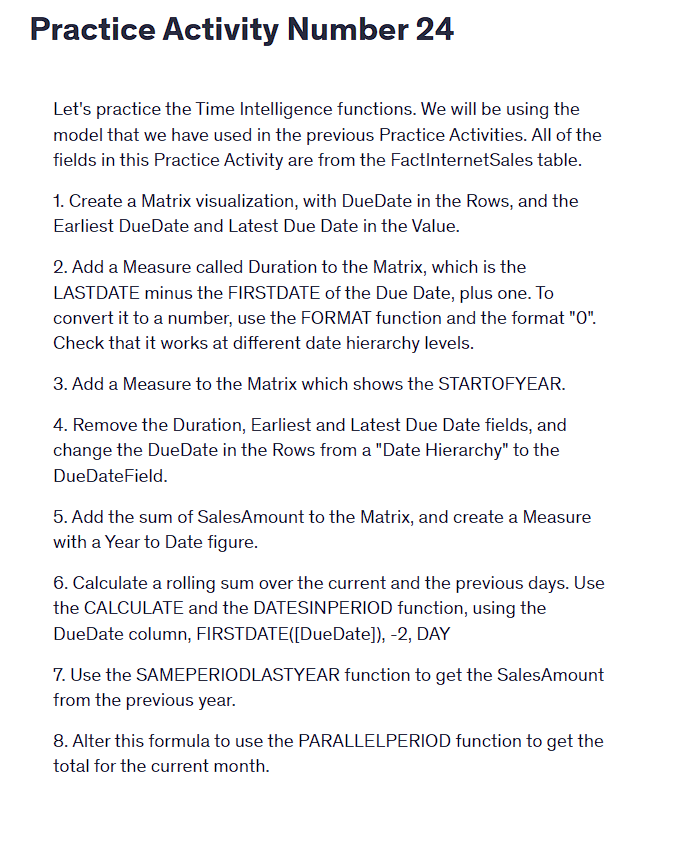 Practice Activity Number 24
Let's practice the Time Intelligence functions. We will be using the
model that we have used in the previous Practice Activities. All of the
fields in this Practice Activity are from the FactInternetSales table.
1. Create a Matrix visualization, with DueDate in the Rows, and the
Earliest DueDate and Latest Due Date in the Value.
2. Add a Measure called Duration to the Matrix, which is the
LASTDATE minus the FIRSTDATE of the Due Date, plus one. To
convert it to a number, use the FORMAT function and the format "0".
Check that it works at different date hierarchy levels.
3. Add a Measure to the Matrix which shows the STARTOFYEAR.
4. Remove the Duration, Earliest and Latest Due Date fields, and
change the DueDate in the Rows from a "Date Hierarchy" to the
DueDateField.
5. Add the sum of SalesAmount to the Matrix, and create a Measure
with a Year to Date figure.
6. Calculate a rolling sum over the current and the previous days. Use
the CALCULATE and the DATESINPERIOD function, using the
DueDate column, FIRSTDATE([DueDate]), -2, DAY
7. Use the SAMEPERIODLASTYEAR function to get the SalesAmount
from the previous year.
8. Alter this formula to use the PARALLELPERIOD function to get the
total for the current month.